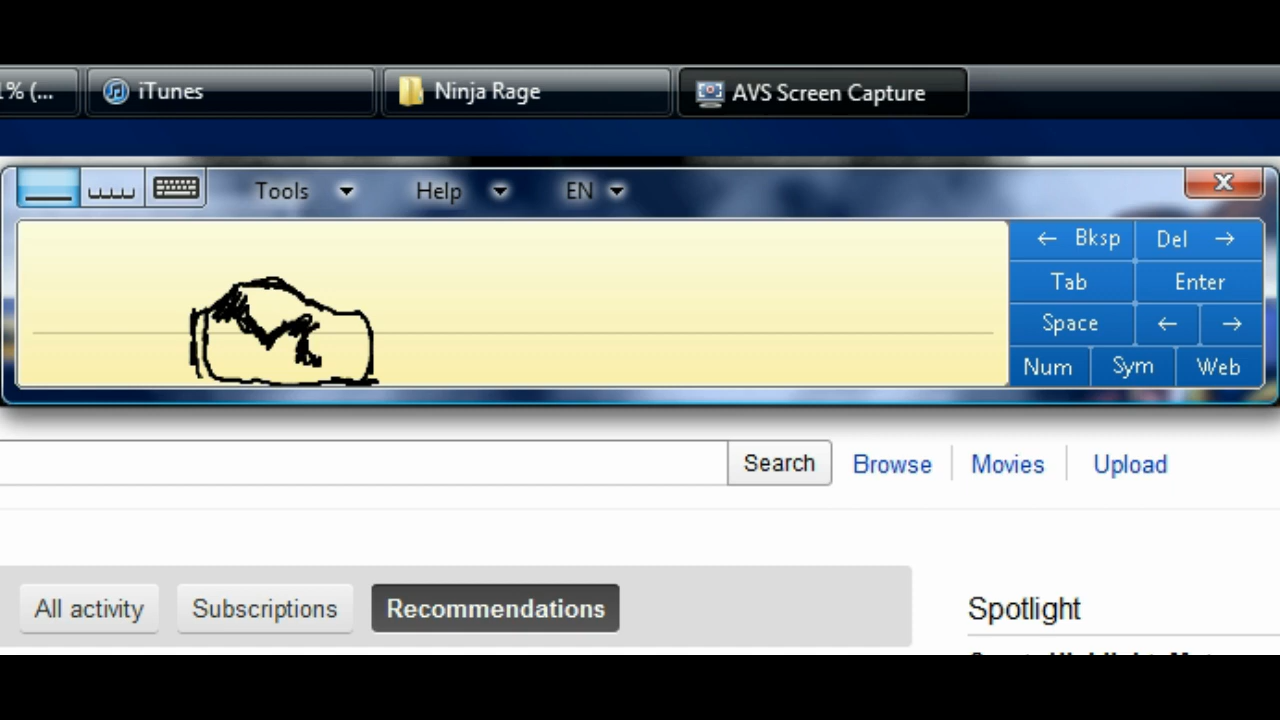 1% (...
iTunes
Ninja Rage
AVS Screen Capture
Tools
Help
EN
← Bksp
Del →
Tab
Enter
Space
←
→
Num
Sym
Web
Search
Browse
Movies
Upload
All activity
Subscriptions
Recommendations
Spotlight